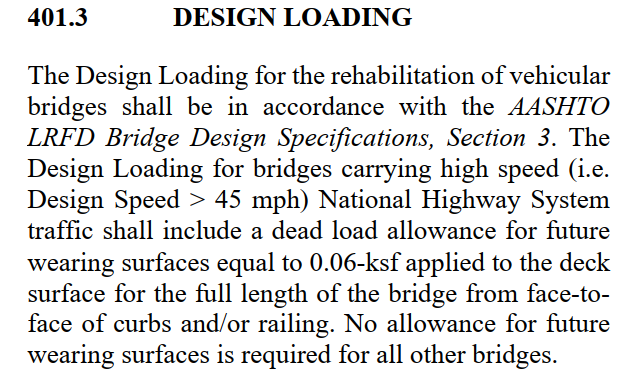 401.3 DESIGN LOADING
The Design Loading for the rehabilitation of vehicular
bridges shall be in accordance with the AASHTO
LRFD Bridge Design Specifications, Section 3. The
Design Loading for bridges carrying high speed (i.e.
Design Speed > 45 mph) National Highway System
traffic shall include a dead load allowance for future
wearing surfaces equal to 0.06-ksf applied to the deck
surface for the full length of the bridge from face-to-
face of curbs and/or railing. No allowance for future
wearing surfaces is required for all other bridges.